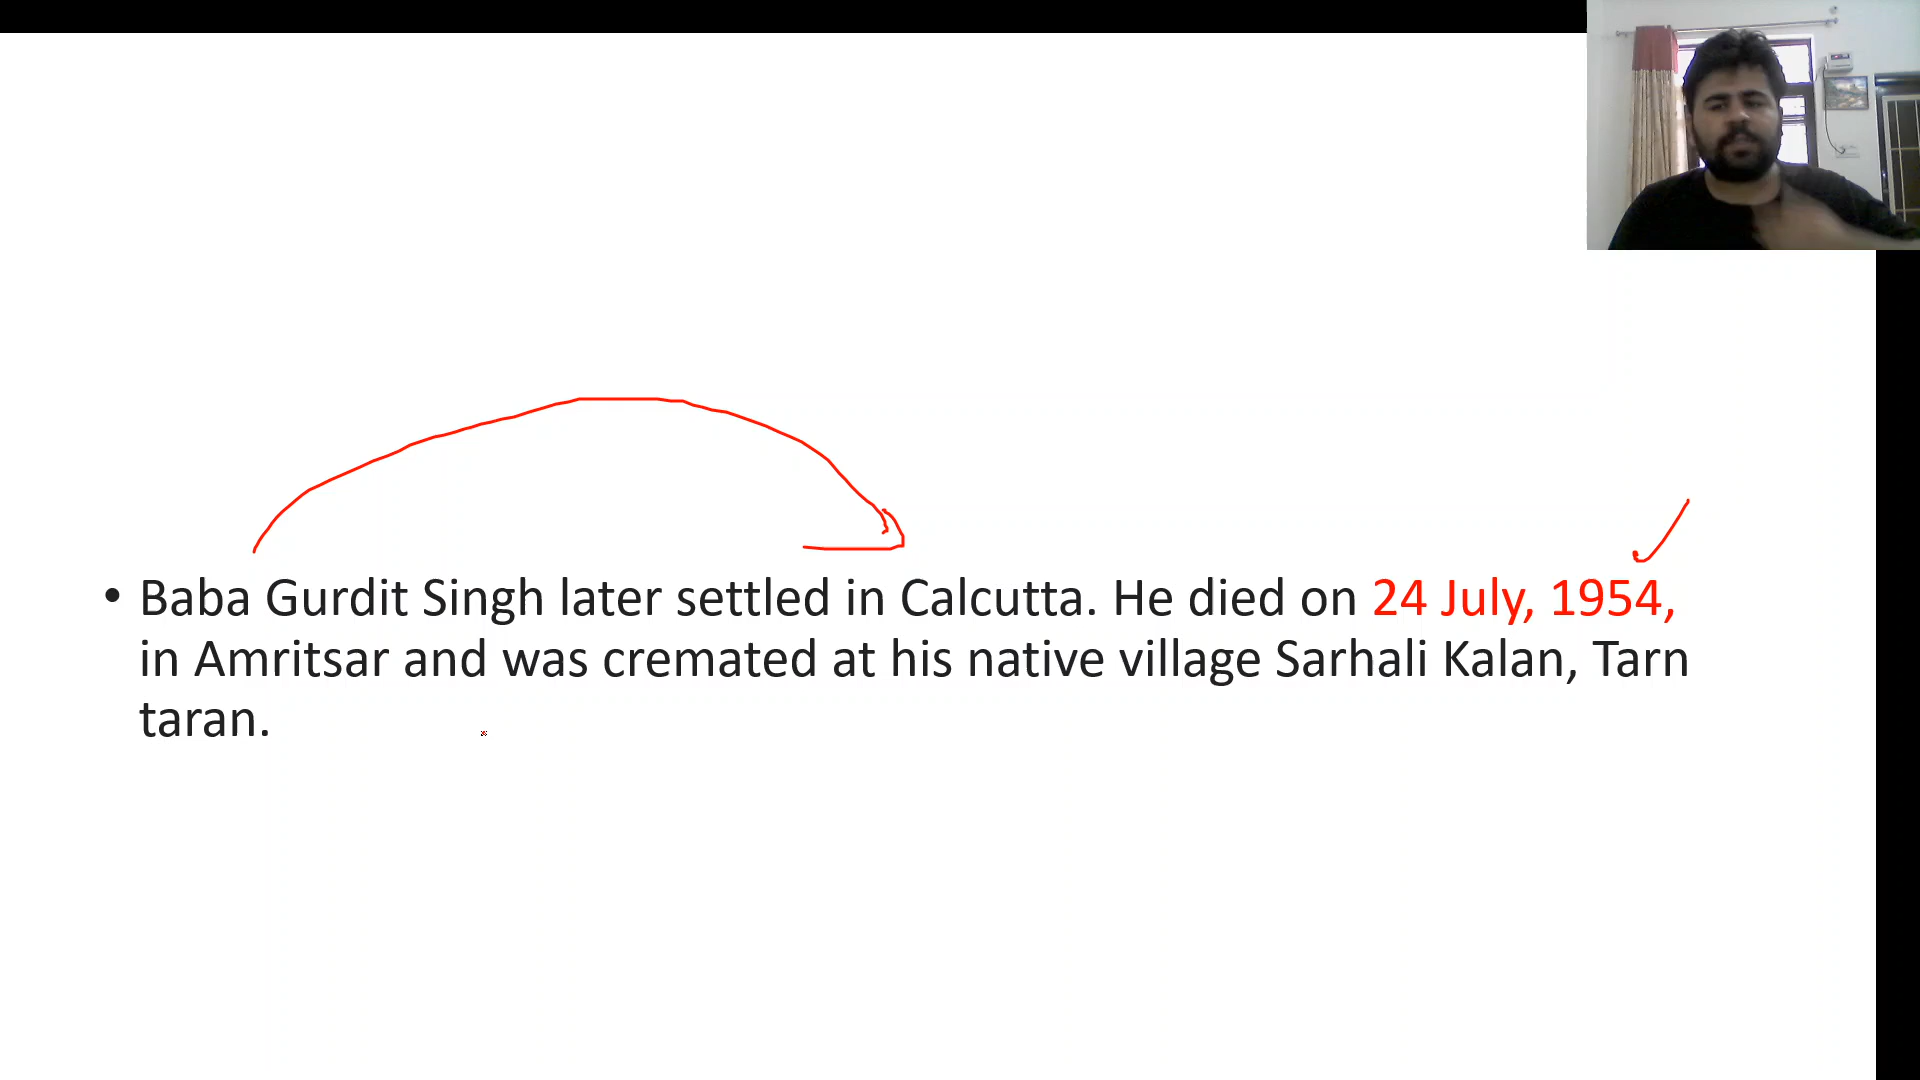 • Baba Gurdit Singh later settled in Calcutta. He died on 24 July, 1954,
in Amritsar and was cremated at his native village Sarhali Kalan, Tarn
taran.